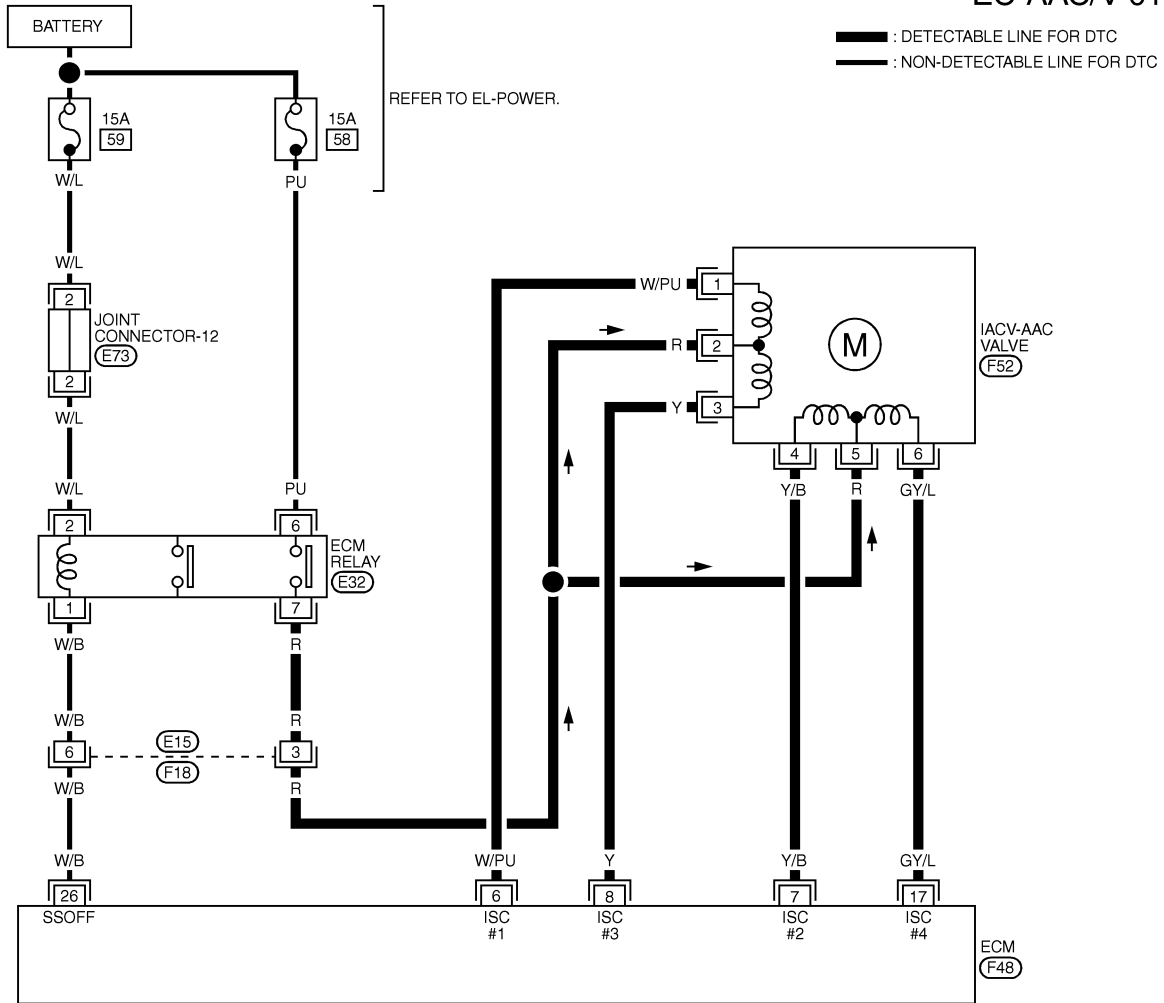 EC-AAC/V-01
BATTERY
: DETECTABLE LINE FOR DTC
: NON-DETECTABLE LINE FOR DTC
REFER TO EL-POWER.
15A
59
15A
58
W/L
PU
W/L
W/PU
1
2
JOINT
CONNECTOR-12
E73
2
R
2
M
IACV-AAC
VALVE
F52
W/L
Y
3
4
5
6
W/L
PU
Y/B
R
GY/L
2
6
ECM
RELAY
E32
1
7
W/B
R
W/B
R
6
E15
F18
3
W/B
R
W/B
W/PU
Y
Y/B
GY/L
26
6
8
7
17
SSOFF
ISC
#1
ISC
#3
ISC
#2
ISC
#4
ECM
F48